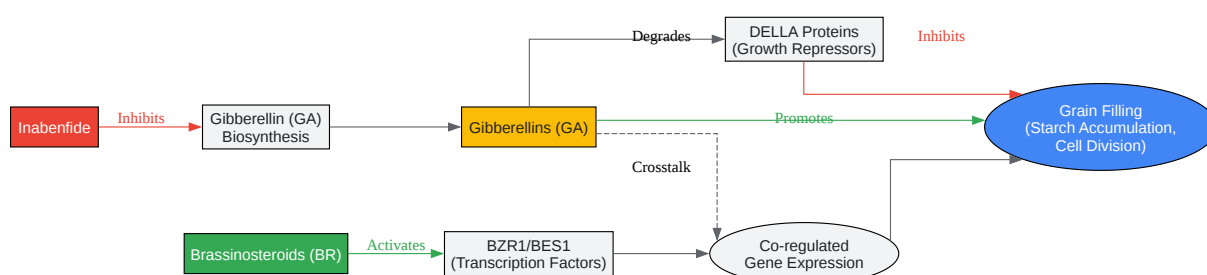 Degrades
DELLA Proteins
(Growth Repressors)
Inhibits
Inabenfide
Inhibits
Gibberellin (GA)
Biosynthesis
Gibberellins (GA)
Promotes
Grain Filling
(Starch Accumulation,
Cell Division)
Crosstalk
Brassinosteroids (BR)
Activates
BZR1/BES1
(Transcription Factors)
Co-regulated
Gene Expression